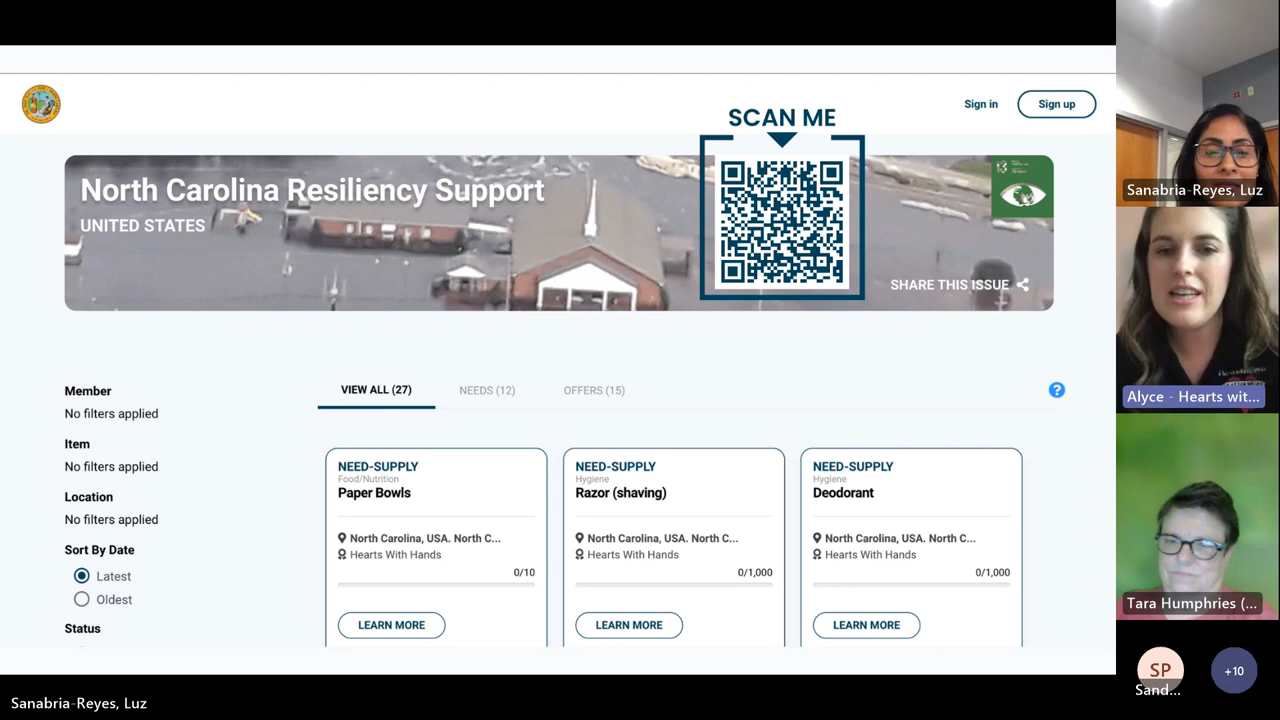 Sign in
Sign up
SCAN ME
North Carolina Resiliency Support
UNITED STATES
SHARE THIS ISSUE
Member
No filters applied
Item
No filters applied
Location
No filters applied
Sort By Date
Latest
Oldest
Status
VIEW ALL (27)
NEEDS (12)
OFFERS (15)
?
NEED-SUPPLY
Food/Nutrition
Paper Bowls
North Carolina, USA. North C...
Hearts With Hands
0/10
LEARN MORE
NEED-SUPPLY
Hygiene
Razor (shaving)
North Carolina, USA. North C...
Hearts With Hands
0/1,000
LEARN MORE
NEED-SUPPLY
Hygiene
Deodorant
North Carolina, USA. North C...
Hearts With Hands
0/1,000
LEARN MORE
Sanabria-Reyes, Luz
Alyce - Hearts wit...
Tara Humphries (...
SP
Sand...
+10
Sanabria-Reyes, Luz